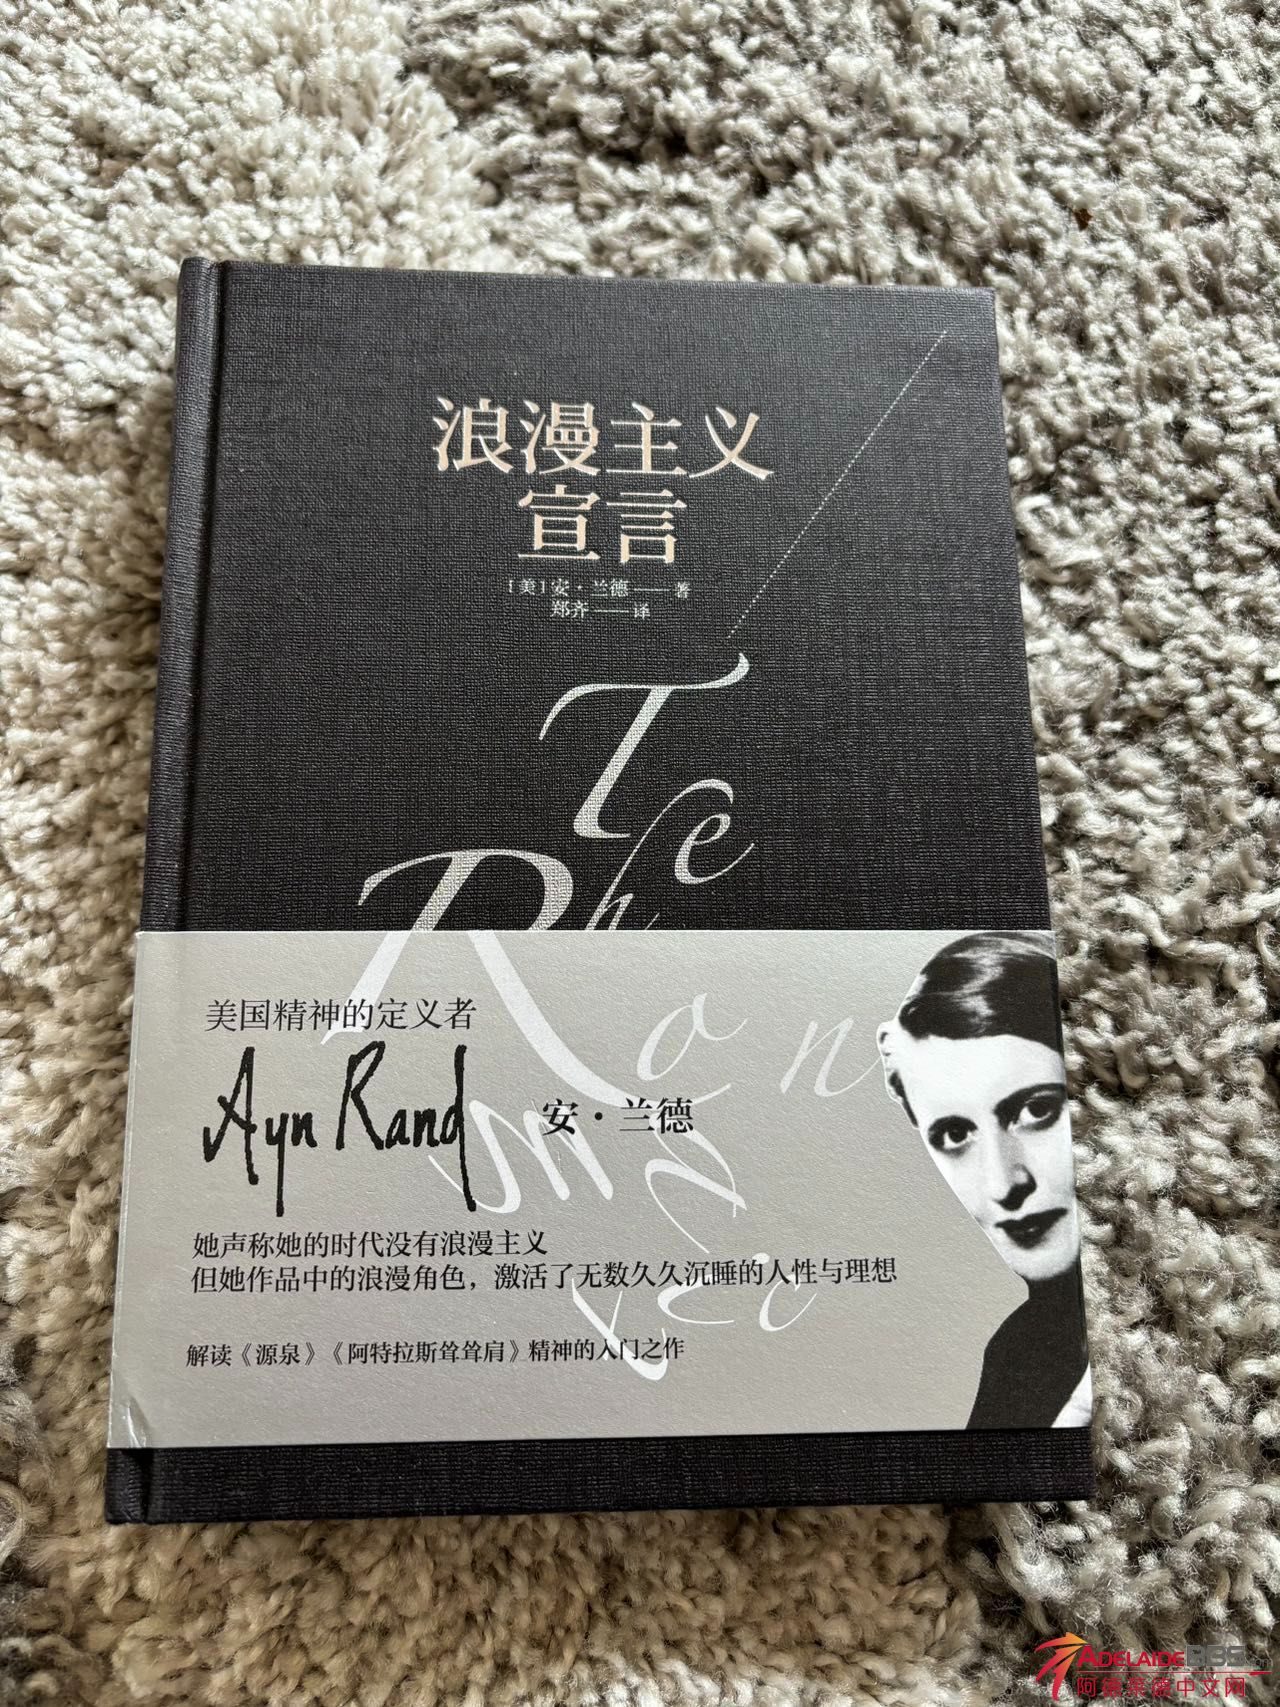 浪漫主义
宣言
[美]安·兰德——著
郑齐——译
The
Romantic
美国精神的定义者
Ayn Rand
安·兰德
她声称她的时代没有浪漫主义
但她作品中的浪漫角色，激活了无数久久沉睡的人性与理想
解读《源泉》《阿特拉斯耸耸肩》精神的入门之作
ADELAIDEBBS.cn
阿德莱德中文网